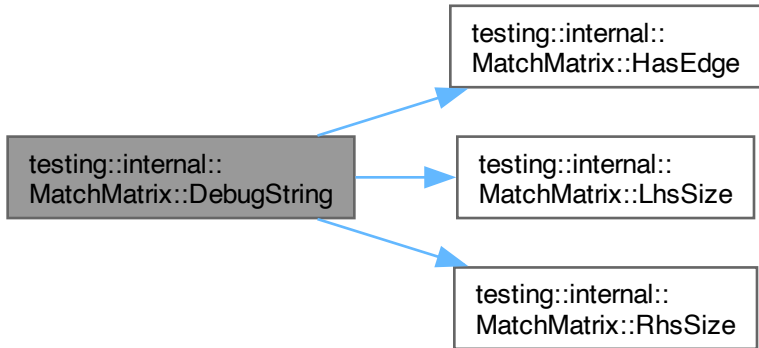 testing::internal::
MatchMatrix::HasEdge
testing::internal::
MatchMatrix::DebugString
testing::internal::
MatchMatrix::LhsSize
testing::internal::
MatchMatrix::RhsSize